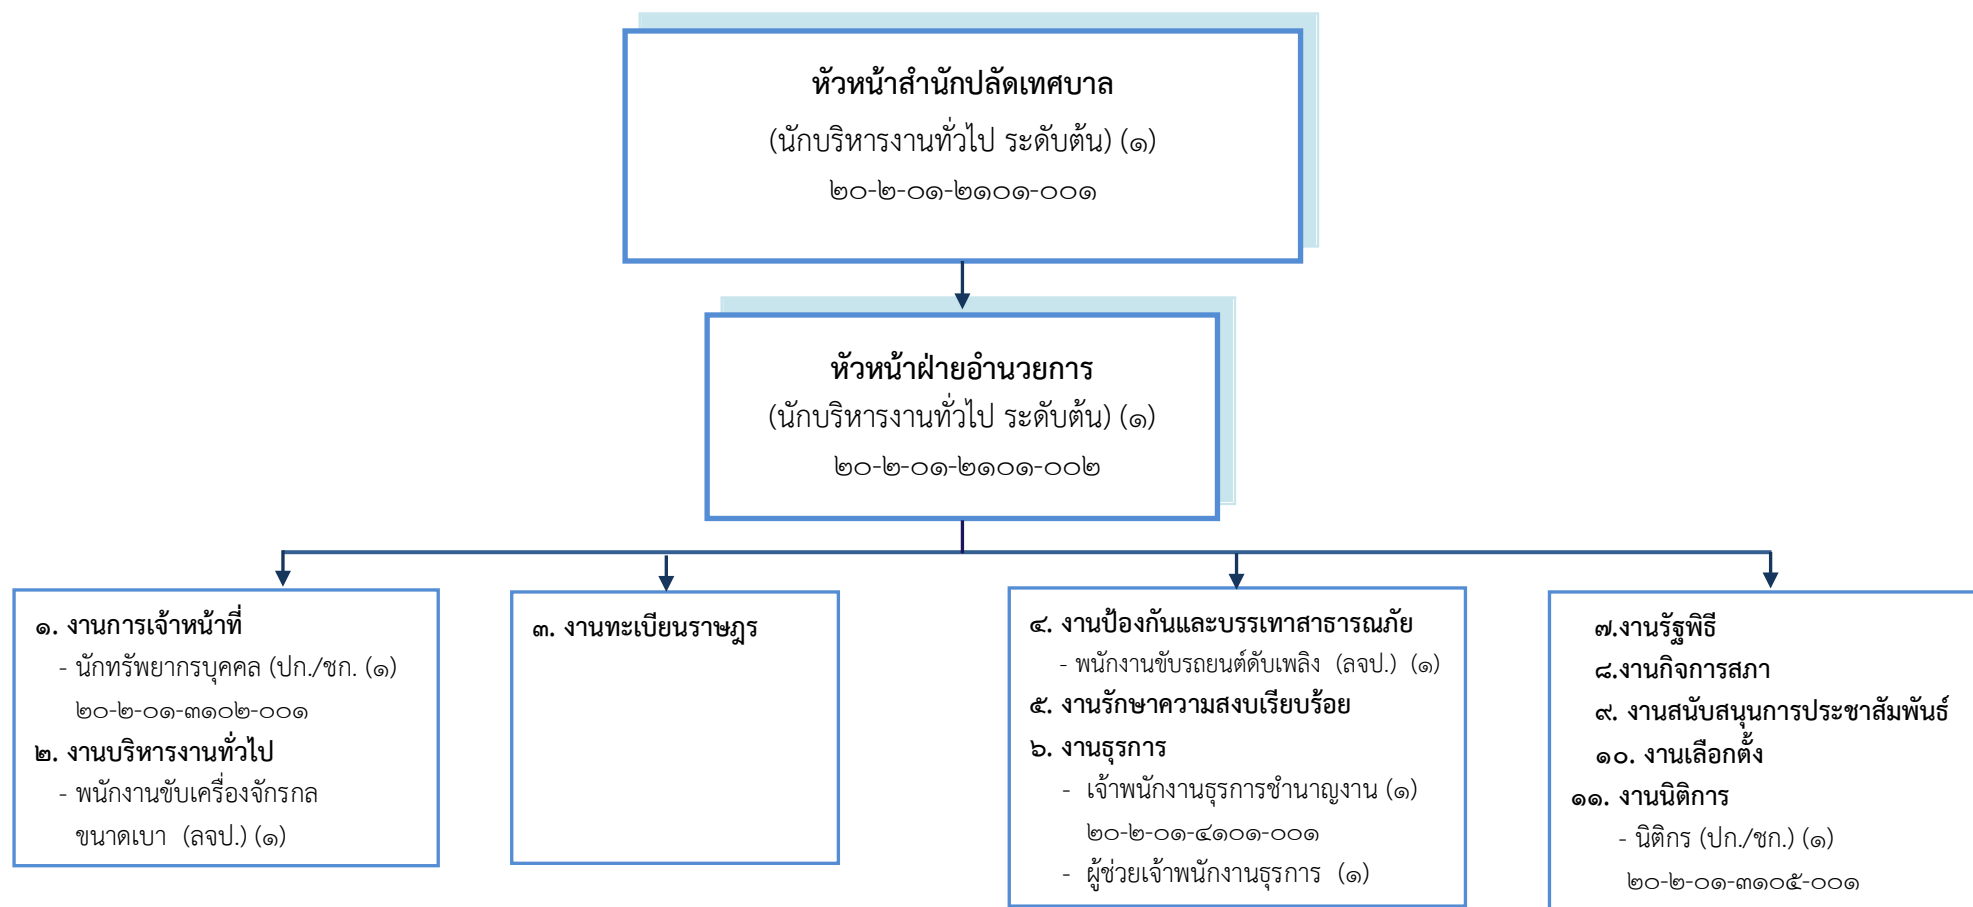 หัวหน้าสำนักปลัดเทศบาล
(นักบริหารงานทั่วไป ระดับต้น) (๑)
๒๐-๒-๐๑-๒๑๐๑-๐๐๑
หัวหน้าฝ่ายอำนวยการ
(นักบริหารงานทั่วไป ระดับต้น) (๑)
๒๐-๒-๐๑-๒๑๐๑-๐๐๒
๑. งานการเจ้าหน้าที่
- นักทรัพยากรบุคคล (ปก./ชก. (๑)
๒๐-๒-๐๑-๓๑๐๒-๐๐๑
๒. งานบริหารงานทั่วไป
- พนักงานขับเครื่องจักรกล
ขนาดเบา (ลจป.) (๑)
๓. งานทะเบียนราษฎร
๔. งานป้องกันและบรรเทาสาธารณภัย
- พนักงานขับรถยนต์ดับเพลิง (ลจป.) (๑)
๕. งานรักษาความสงบเรียบร้อย
๖. งานธุรการ
- เจ้าพนักงานธุรการชำนาญงาน (๑)
๒๐-๒-๐๑-๔๑๐๑-๐๐๑
- ผู้ช่วยเจ้าพนักงานธุรการ (๑)
๗.งานรัฐพิธี
๘.งานกิจการสภา
๙. งานสนับสนุนการประชาสัมพันธ์
๑๐. งานเลือกตั้ง
๑๑. งานนิติการ
- นิติกร (ปก./ชก.) (๑)
๒๐-๒-๐๑-๓๑๐๕-๐๐๑